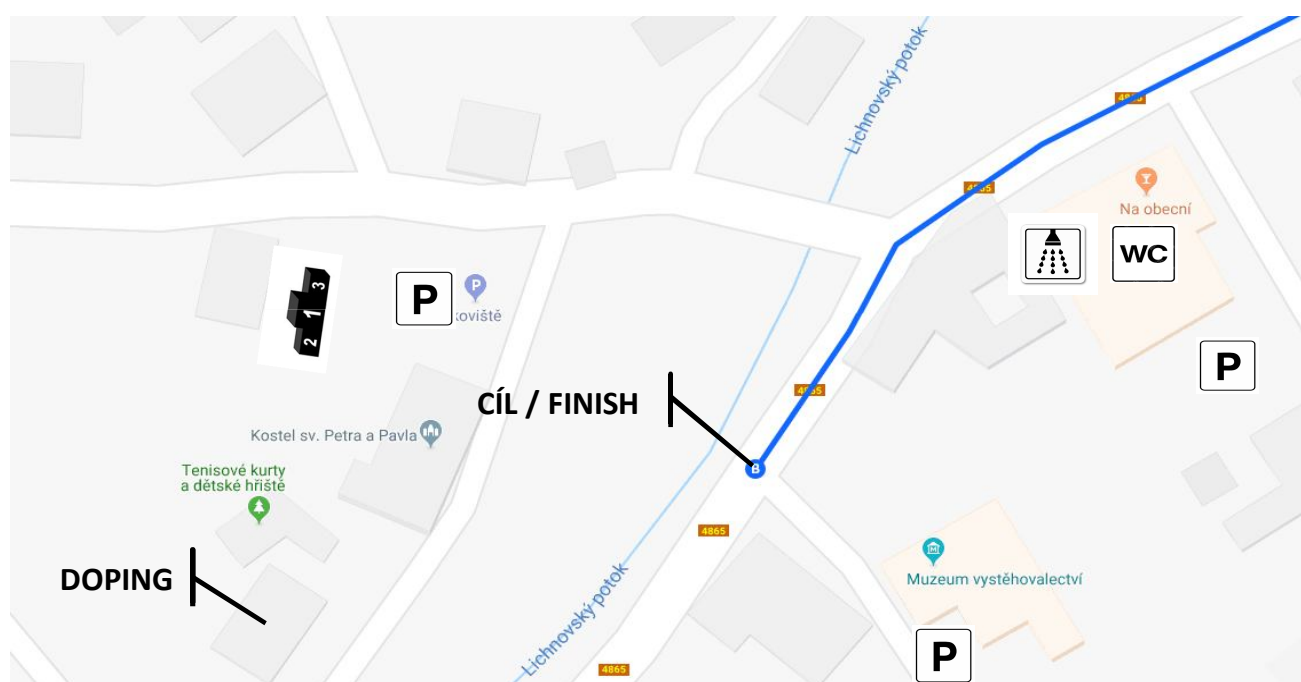 Lichnovský potok
4865
4865
Na obecní
WC
3
1
2
P
P
koviště
P
4865
CÍL / FINISH
Kostel sv. Petra a Pavla
B
Tenisové kurty
a dětské hřiště
4865
DOPING
Muzeum vystěhovalectví
Lichnovský potok
P
4865